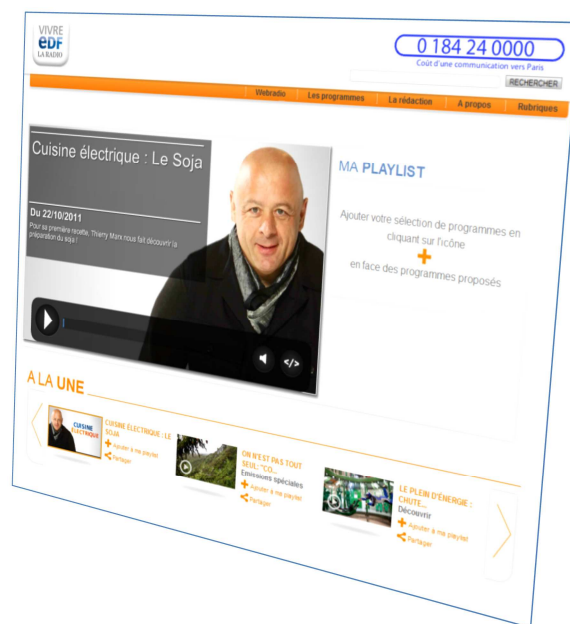 VIVRE
eDF
LA RADIO
0 184 24 0000
Coût d'une communication vers Paris
RECHERCHER
Webradio
Les programmes
La rédaction
A propos
Rubriques
Cuisine électrique : Le Soja
Du 22/10/2011
Pour sa première recette, Thierry Marx nous fait découvrir la
préparation du soja !
MA PLAYLIST
Ajouter votre sélection de programmes en
cliquant sur l'icône
en face des programmes proposés
A LA UNE
CUISINE
ÉLECTRIQUE
CUISINE ÉLECTRIQUE : LE
SOJA
Ajouter à ma playlist
Partager
ON N'EST PAS TOUT
SEUL: "CO...
Emissions spéciales
Ajouter à ma playlist
Partager
LE PLEIN D'ÉNERGIE :
CHUTE...
Découvrir
Ajouter à ma playlist
Partager